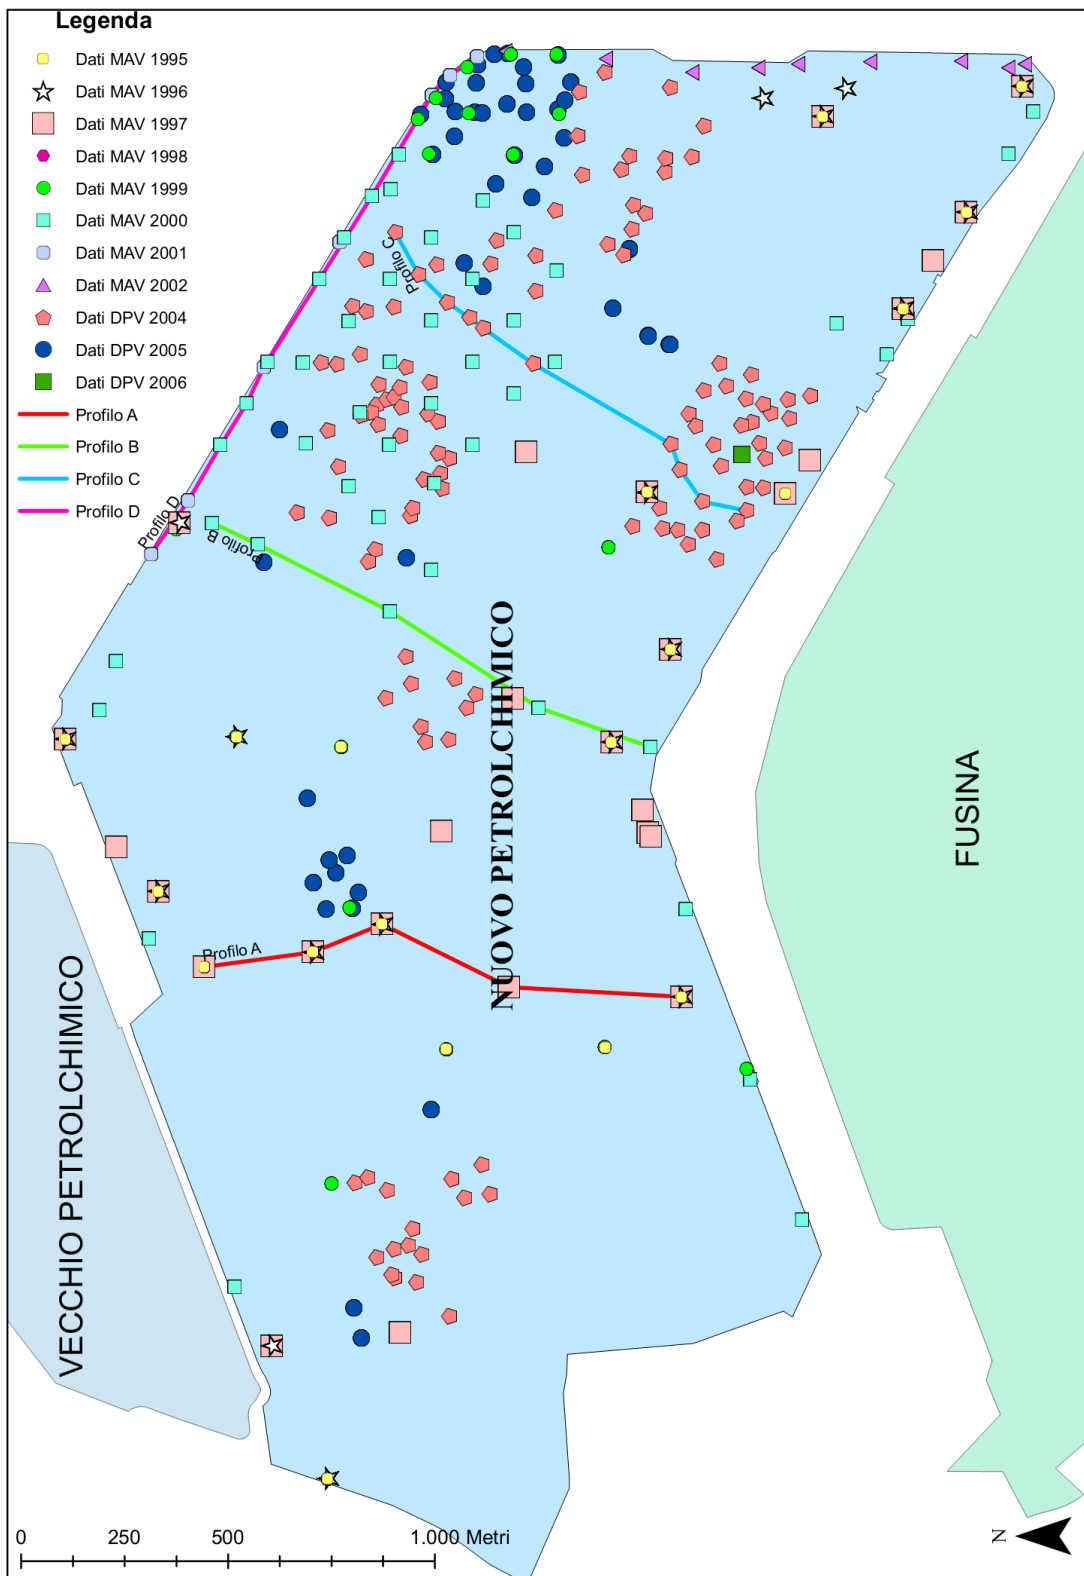 Legenda
Dati MAV 1995
Dati MAV 1996
Dati MAV 1997
Dati MAV 1998
Dati MAV 1999
Dati MAV 2000
Dati MAV 2001
Dati MAV 2002
Dati DPV 2004
Dati DPV 2005
Dati DPV 2006
Profilo A
Profilo B
Profilo C
Profilo D
Profilo C
Profilo D
Profilo B
NUOVO PETROLCHIMICO
FUSINA
Profilo A
VECCHIO PETROLCHIMICO
0 250 500 1.000 Metri
N